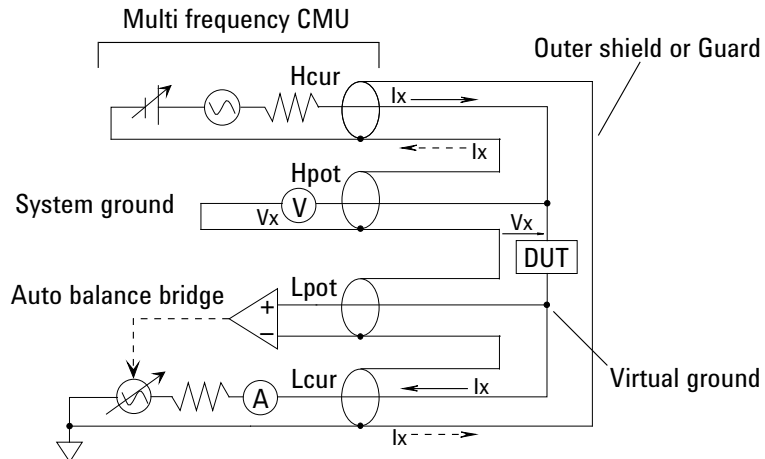 Multi frequency CMU
Outer shield or Guard
Hcur
Ix
Ix
Hpot
System ground
V
Vx
Vx
DUT
Auto balance bridge
Lpot
+
−
Virtual ground
Lcur
Ix
A
Ix